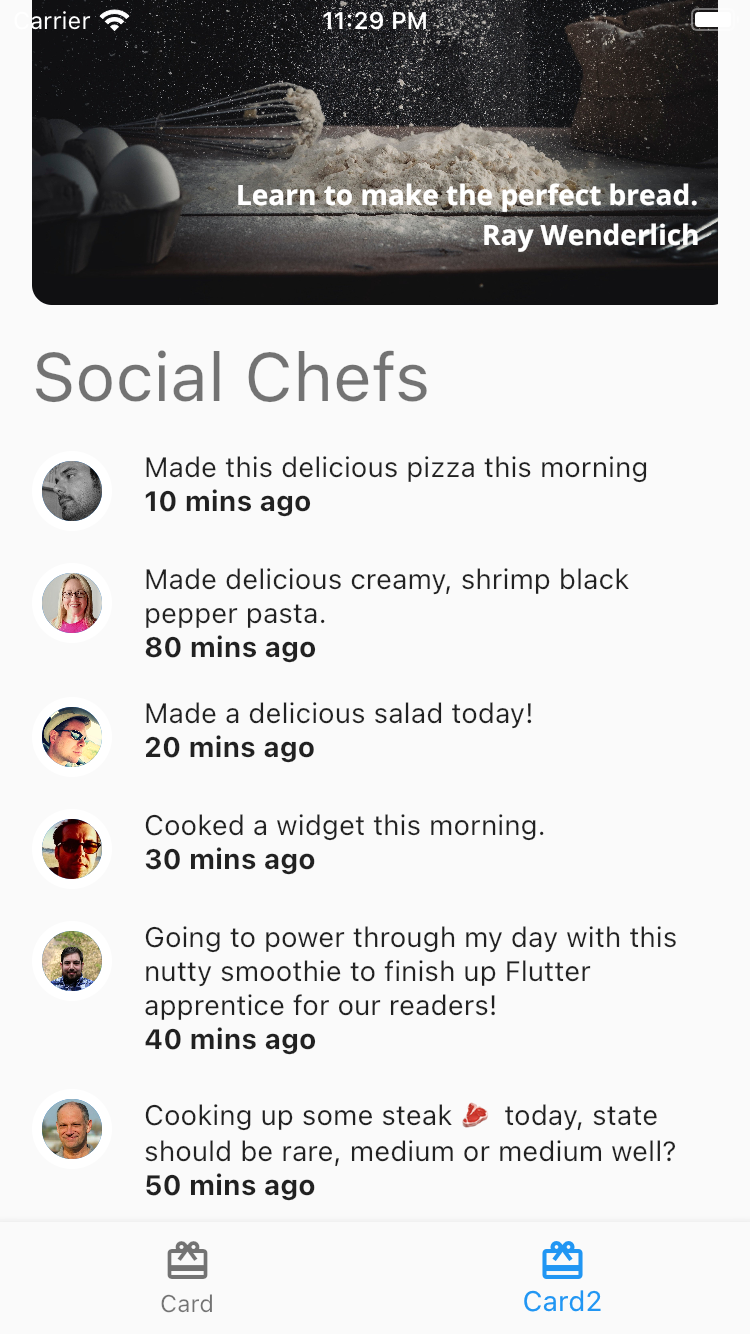 Carrier 11:29 PM
Learn to make the perfect bread.
Ray Wenderlich
Social Chefs
Made this delicious pizza this morning
10 mins ago
Made delicious creamy, shrimp black
pepper pasta.
80 mins ago
Made a delicious salad today!
20 mins ago
Cooked a widget this morning.
30 mins ago
Going to power through my day with this
nutty smoothie to finish up Flutter
apprentice for our readers!
40 mins ago
Cooking up some steak 🥩 today, state
should be rare, medium or medium well?
50 mins ago
Card Card2